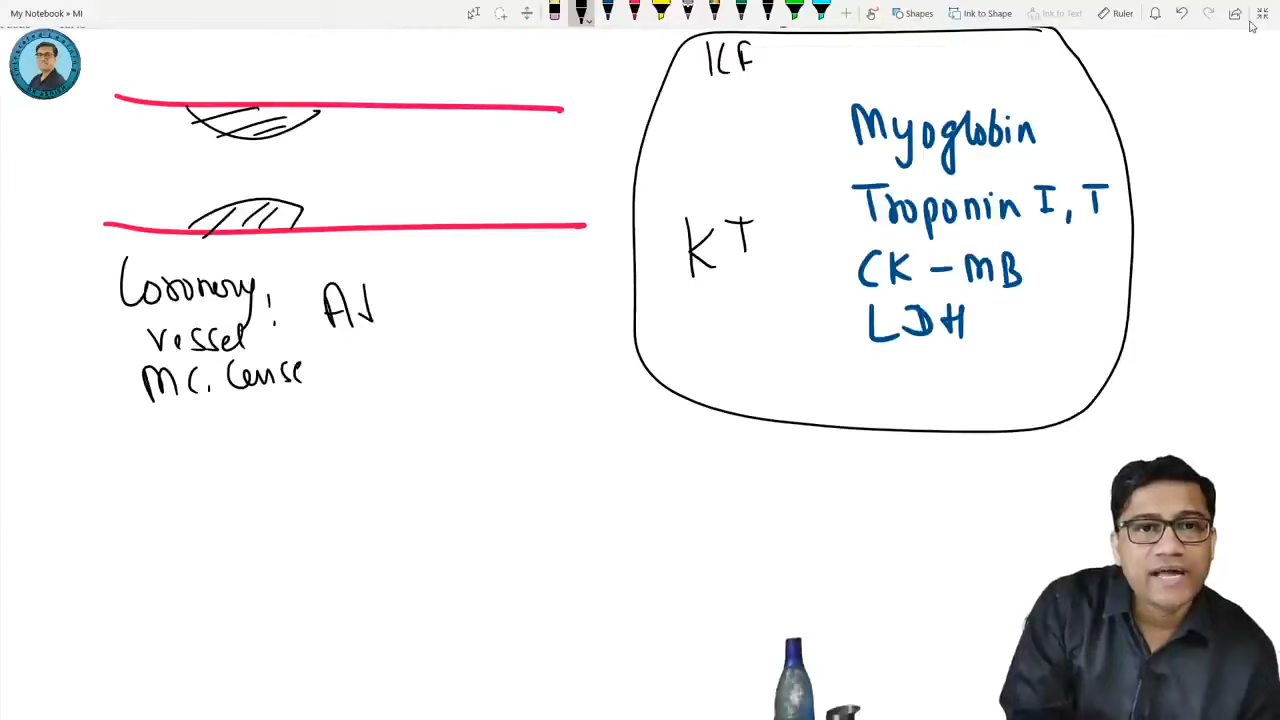 My Notebook » MI
Shapes
Ink to Shape
Ink to Text
Ruler
ICF
Myoglobin
Troponin I, T
K T
CK - MB
LDH
Coronery
vessel :
MC. Cause